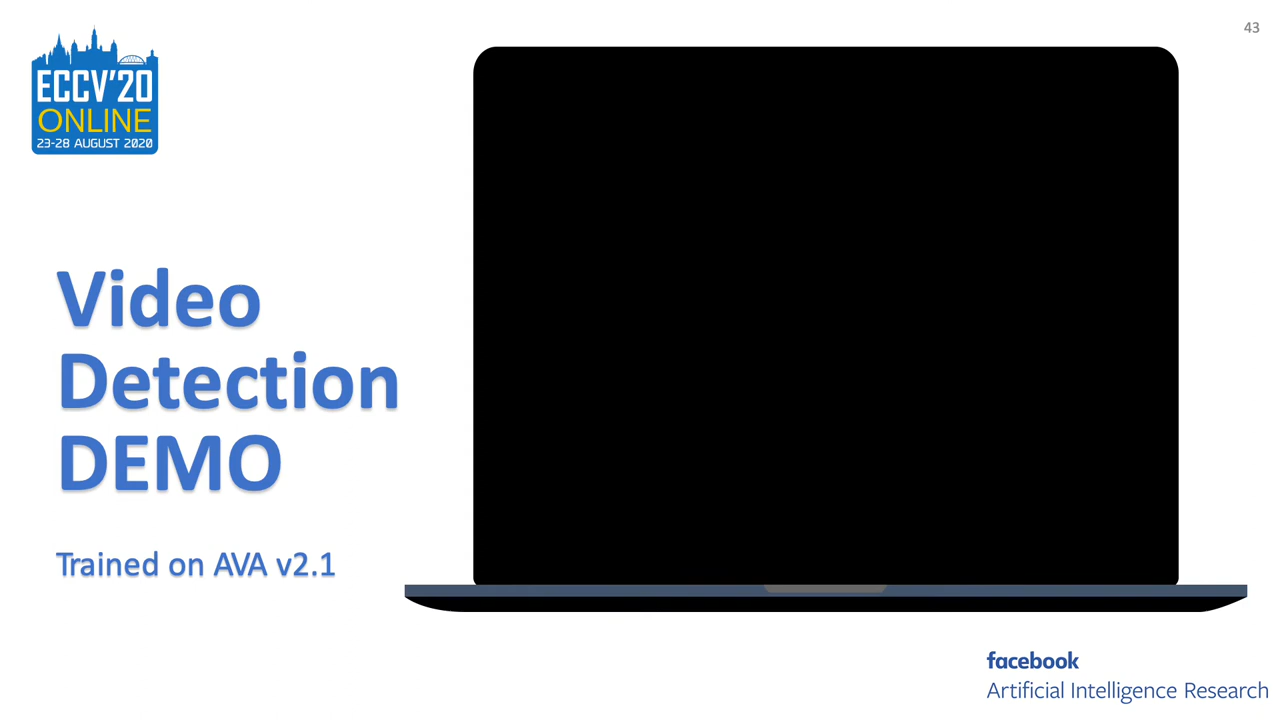 43
ECCV'20
ONLINE
23-28 AUGUST 2020
Video
Detection
DEMO
Trained on AVA v2.1
facebook
Artificial Intelligence Research